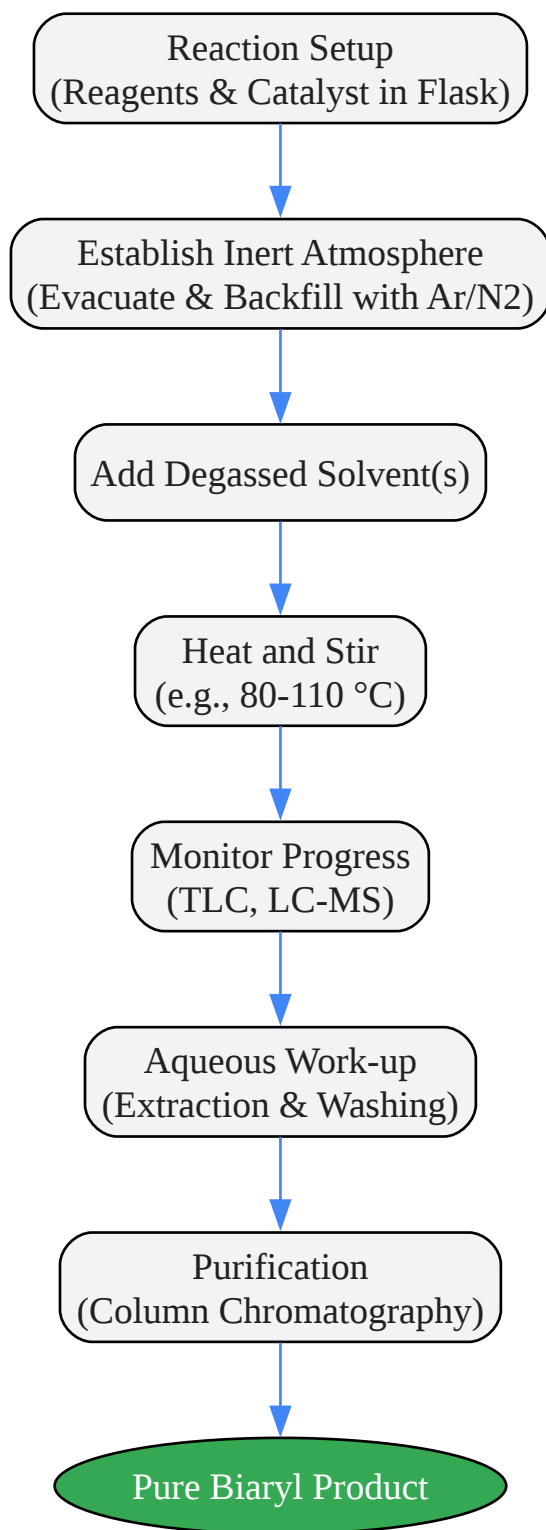 Reaction Setup
(Reagents & Catalyst in Flask)
Establish Inert Atmosphere
(Evacuate & Backfill with Ar/N2)
Add Degassed Solvent(s)
Heat and Stir
(e.g., 80-110 °C)
Monitor Progress
(TLC, LC-MS)
Aqueous Work-up
(Extraction & Washing)
Purification
(Column Chromatography)
Pure Biaryl Product